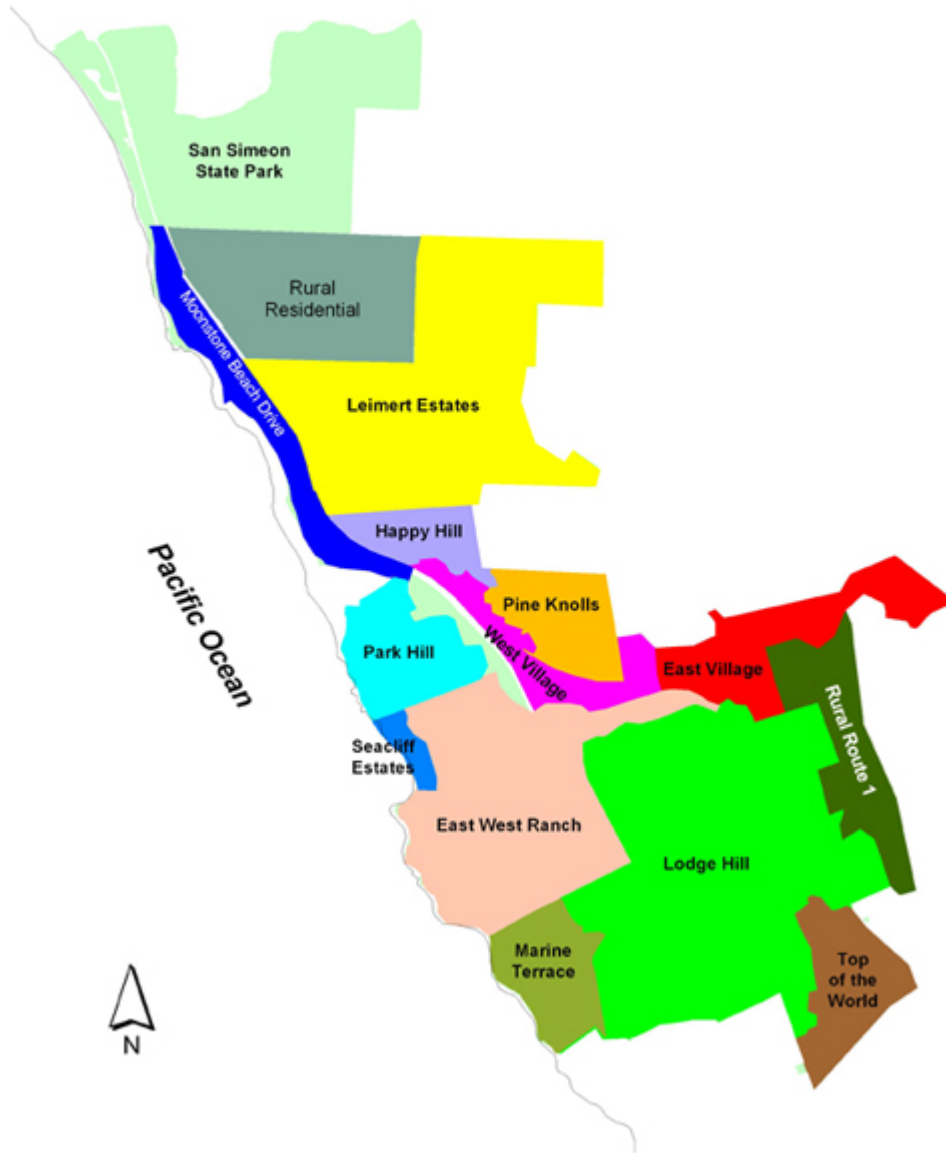 San Simeon
State Park
Rural
Residential
Moonstone Beach Drive
Leimert Estates
Happy Hill
Pine Knolls
Pacific Ocean
Park Hill
West Village
East Village
Rural Route 1
Seacliff
Estates
East West Ranch
Lodge Hill
Marine
Terrace
Top
of the
World
N